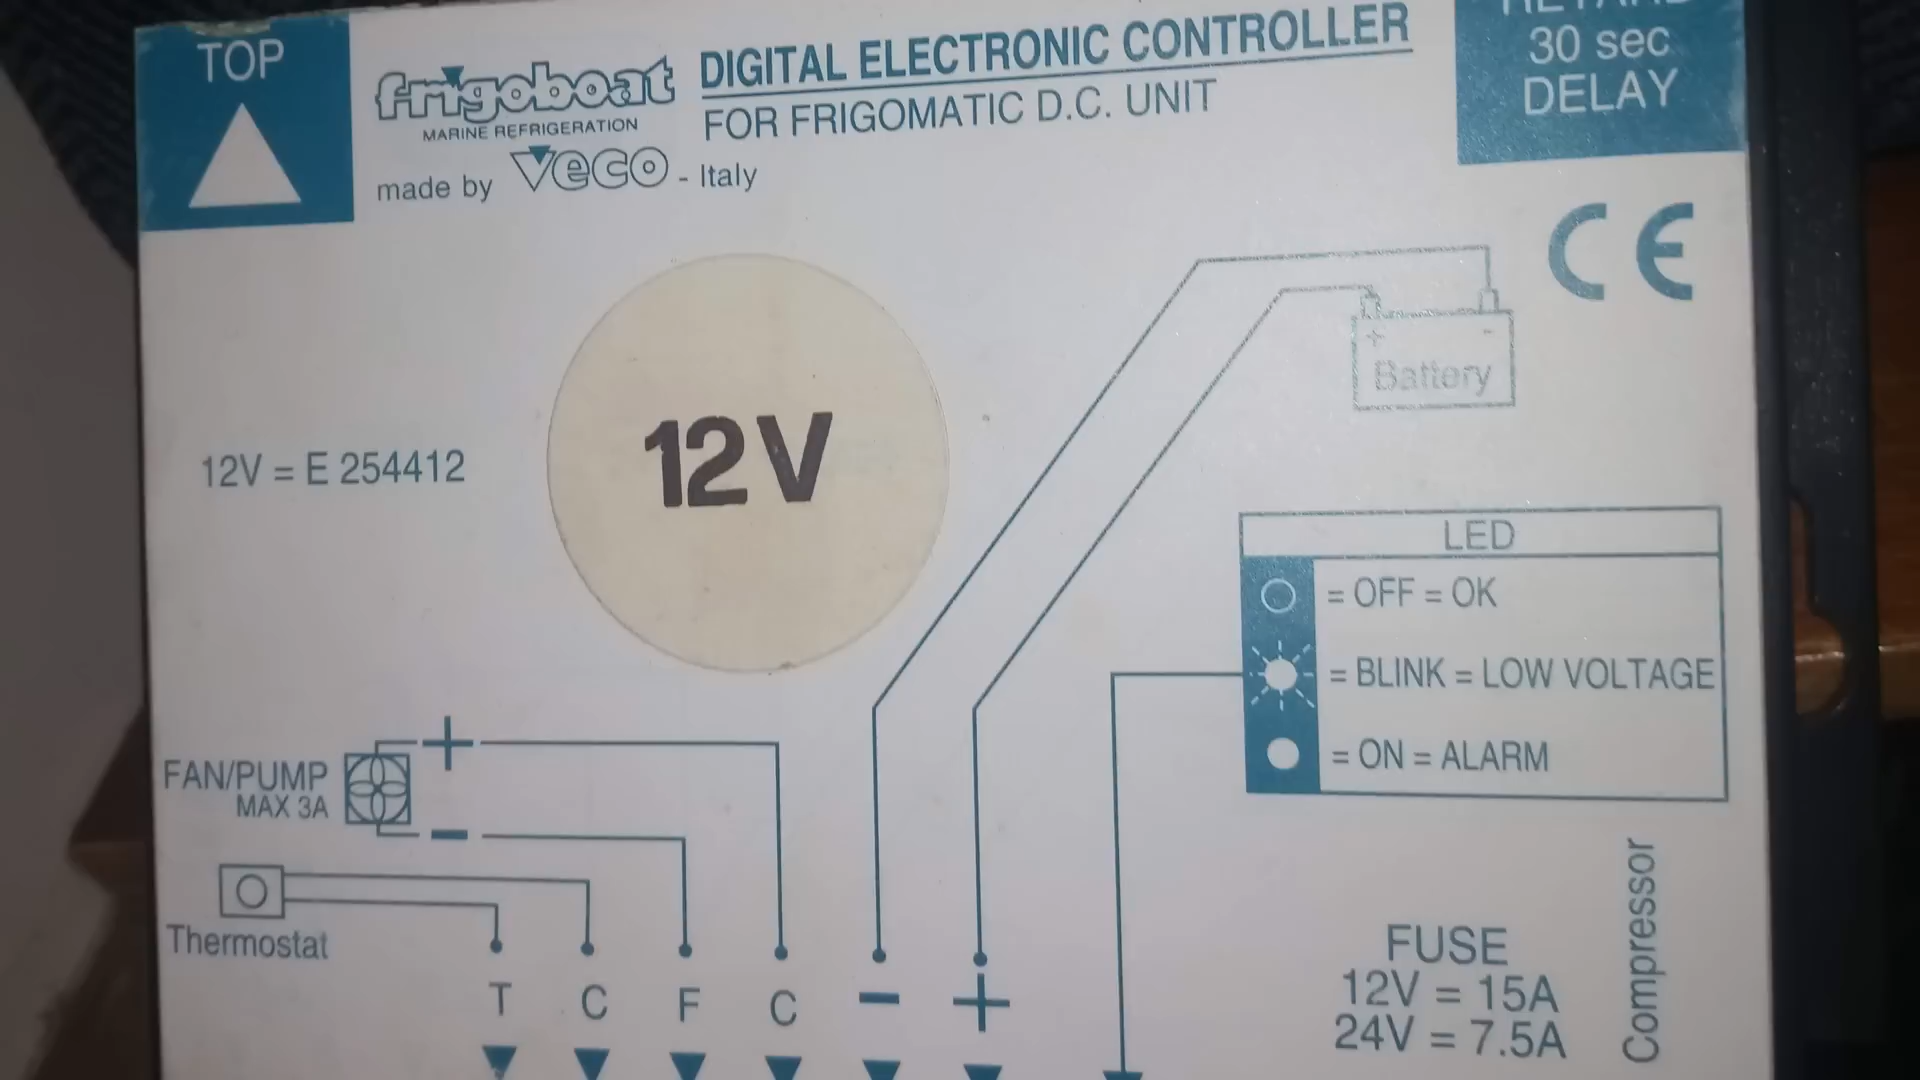 TOP
frigoboat
MARINE REFRIGERATION
made by veco - Italy
DIGITAL ELECTRONIC CONTROLLER
FOR FRIGOMATIC D.C. UNIT
RETARD
30 sec
DELAY
CE
+ -
Battery
12V = E 254412
12V
LED
= OFF = OK
= BLINK = LOW VOLTAGE
= ON = ALARM
FAN/PUMP
MAX 3A
+
-
Thermostat
T C F C - +
FUSE
12V = 15A
24V = 7.5A
Compressor